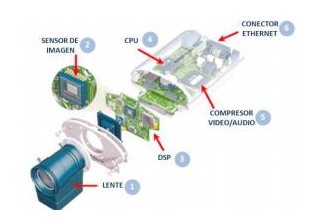 CONECTOR
ETHERNET 6
SENSOR DE
IMAGEN 2
CPU 4
COMPRESOR
VIDEO/AUDIO 5
DSP 3
LENTE 1